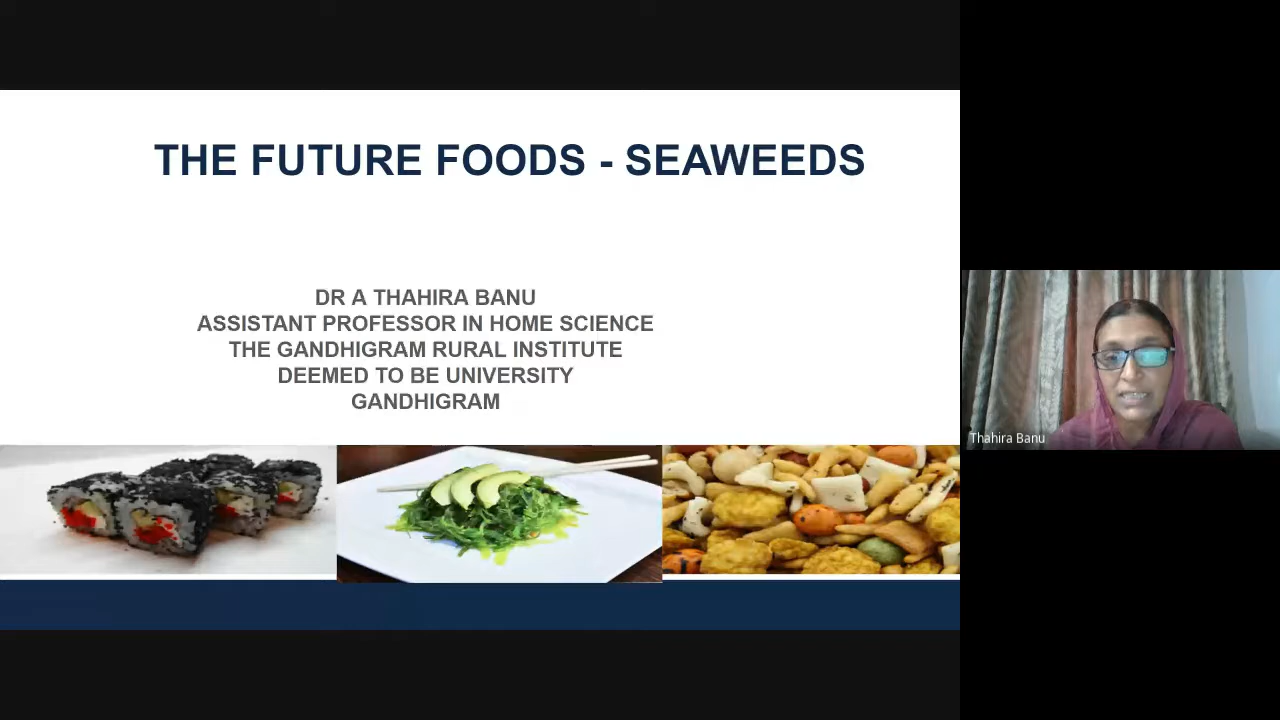 THE FUTURE FOODS - SEAWEEDS
DR A THAHIRA BANU
ASSISTANT PROFESSOR IN HOME SCIENCE
THE GANDHIGRAM RURAL INSTITUTE
DEEMED TO BE UNIVERSITY
GANDHIGRAM
Thahira Banu